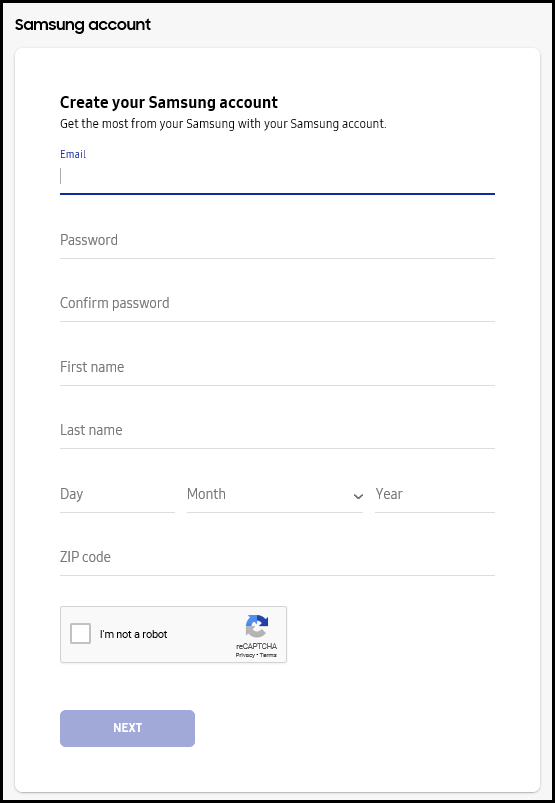 Samsung account
Create your Samsung account
Get the most from your Samsung with your Samsung account.
Email
Password
Confirm password
First name
Last name
Day Month Year
ZIP code
I'm not a robot
reCAPTCHA
Privacy • Terms
NEXT